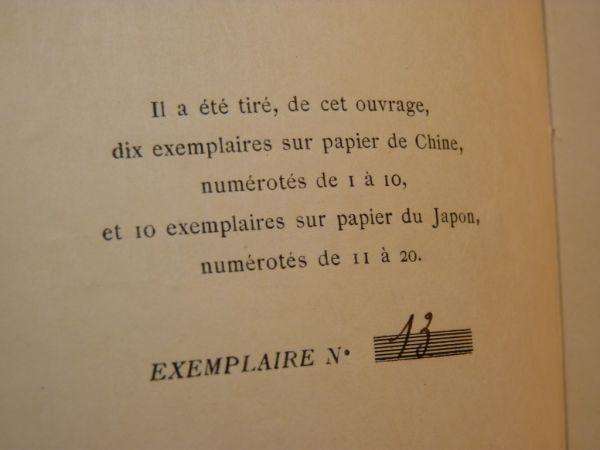 Il a été tiré, de cet ouvrage,
dix exemplaires sur papier de Chine,
numérotés de 1 à 10,
et 10 exemplaires sur papier du Japon,
numérotés de 11 à 20.
EXEMPLAIRE N° 13